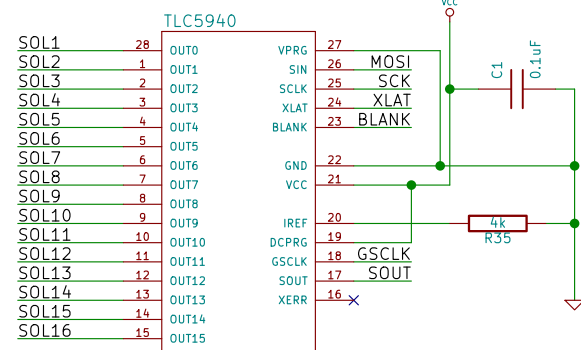 VCC
TLC5940
SOL1 28 OUT0 VPRG 27
SOL2 1 OUT1 SIN 26 MOSI
SOL3 2 OUT2 SCLK 25 SCK
SOL4 3 OUT3 XLAT 24 XLAT
SOL5 4 OUT4 BLANK 23 BLANK
SOL6 5 OUT5
SOL7 6 OUT6 GND 22
SOL8 7 OUT7 VCC 21
SOL9 8 OUT8
SOL10 9 OUT9 IREF 20 4k
SOL11 10 OUT10 DCPRG 19 R35
SOL12 11 OUT11 GSCLK 18 GSCLK
SOL13 12 OUT12 SOUT 17 SOUT
SOL14 13 OUT13 XERR 16
SOL15 14 OUT14
SOL16 15 OUT15
C1 0.1uF